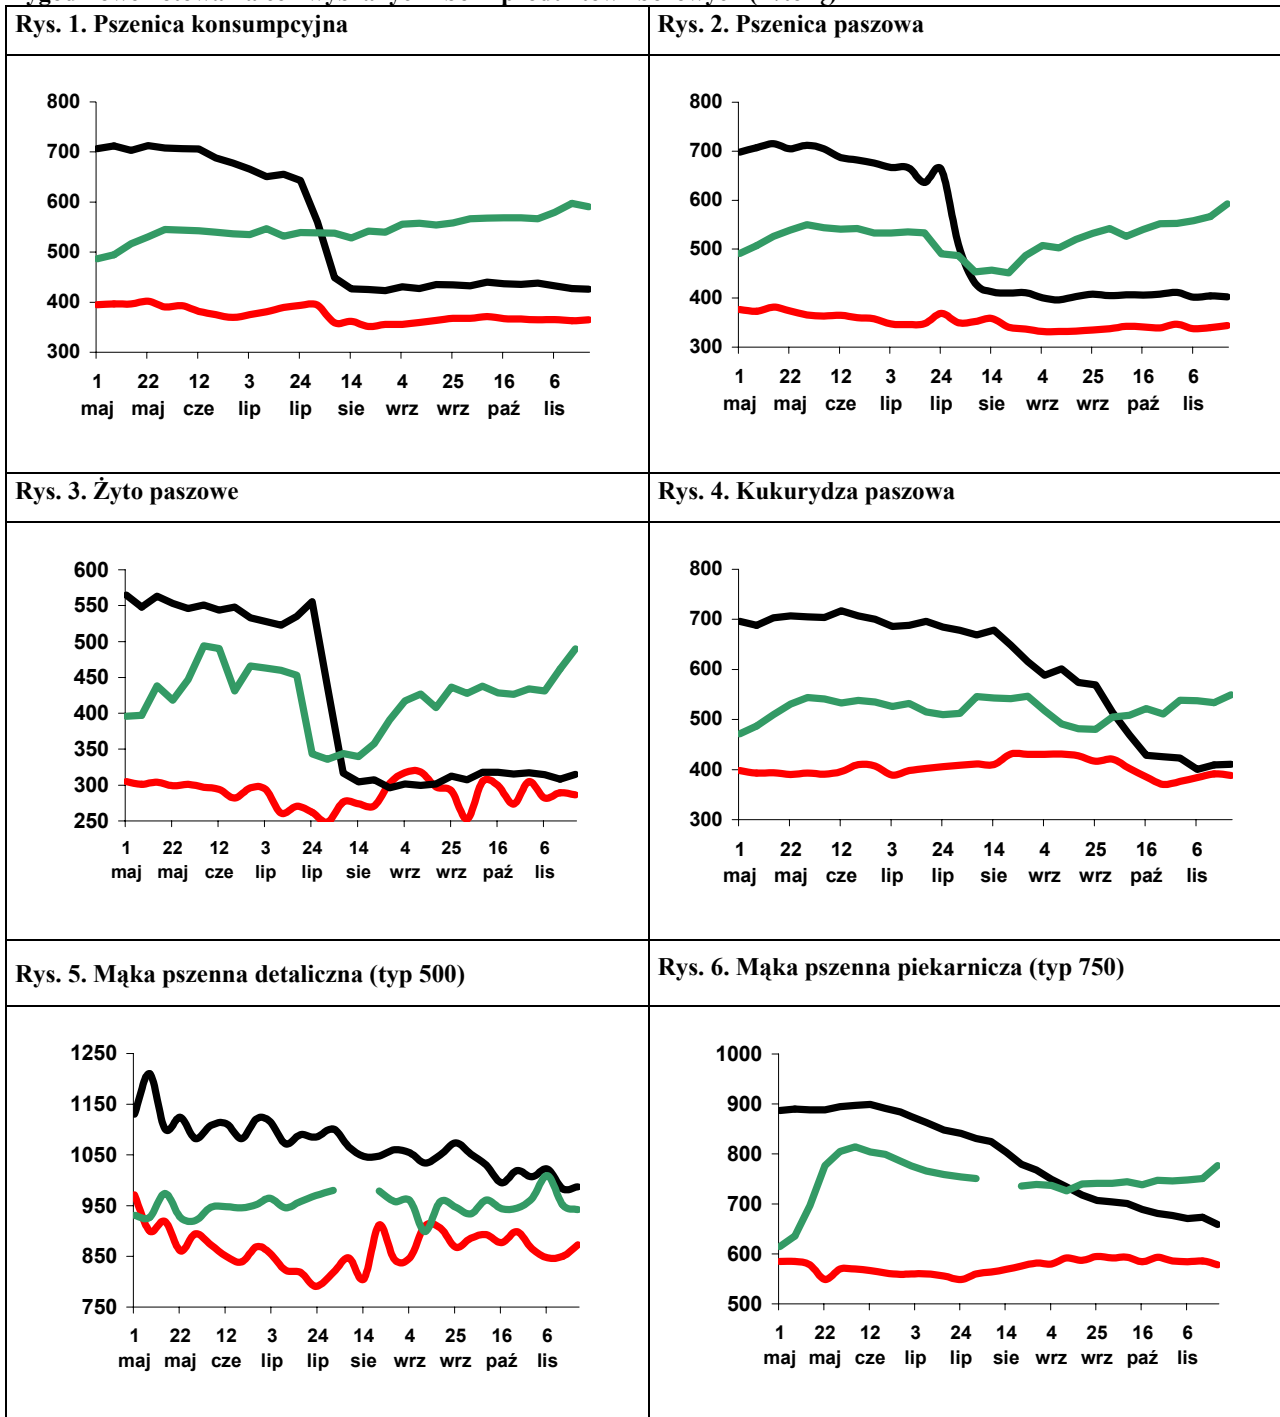 Rys. 1. Pszenica konsumpcyjna
800
700
600
500
400
300
1 22 12 3 24 14 4 25 16 6
maj maj cze lip lip sie wrz wrz paź lis
Rys. 2. Pszenica paszowa
800
700
600
500
400
300
1 22 12 3 24 14 4 25 16 6
maj maj cze lip lip sie wrz wrz paź lis
Rys. 3. Żyto paszowe
600
550
500
450
400
350
300
250
1 22 12 3 24 14 4 25 16 6
maj maj cze lip lip sie wrz wrz paź lis
Rys. 4. Kukurydza paszowa
800
700
600
500
400
300
1 22 12 3 24 14 4 25 16 6
maj maj cze lip lip sie wrz wrz paź lis
Rys. 5. Mąka pszenna detaliczna (typ 500)
1250
1150
1050
950
850
750
1 22 12 3 24 14 4 25 16 6
maj maj cze lip lip sie wrz wrz paź lis
Rys. 6. Mąka pszenna piekarnicza (typ 750)
1000
900
800
700
600
500
1 22 12 3 24 14 4 25 16 6
maj maj cze lip lip sie wrz wrz paź lis